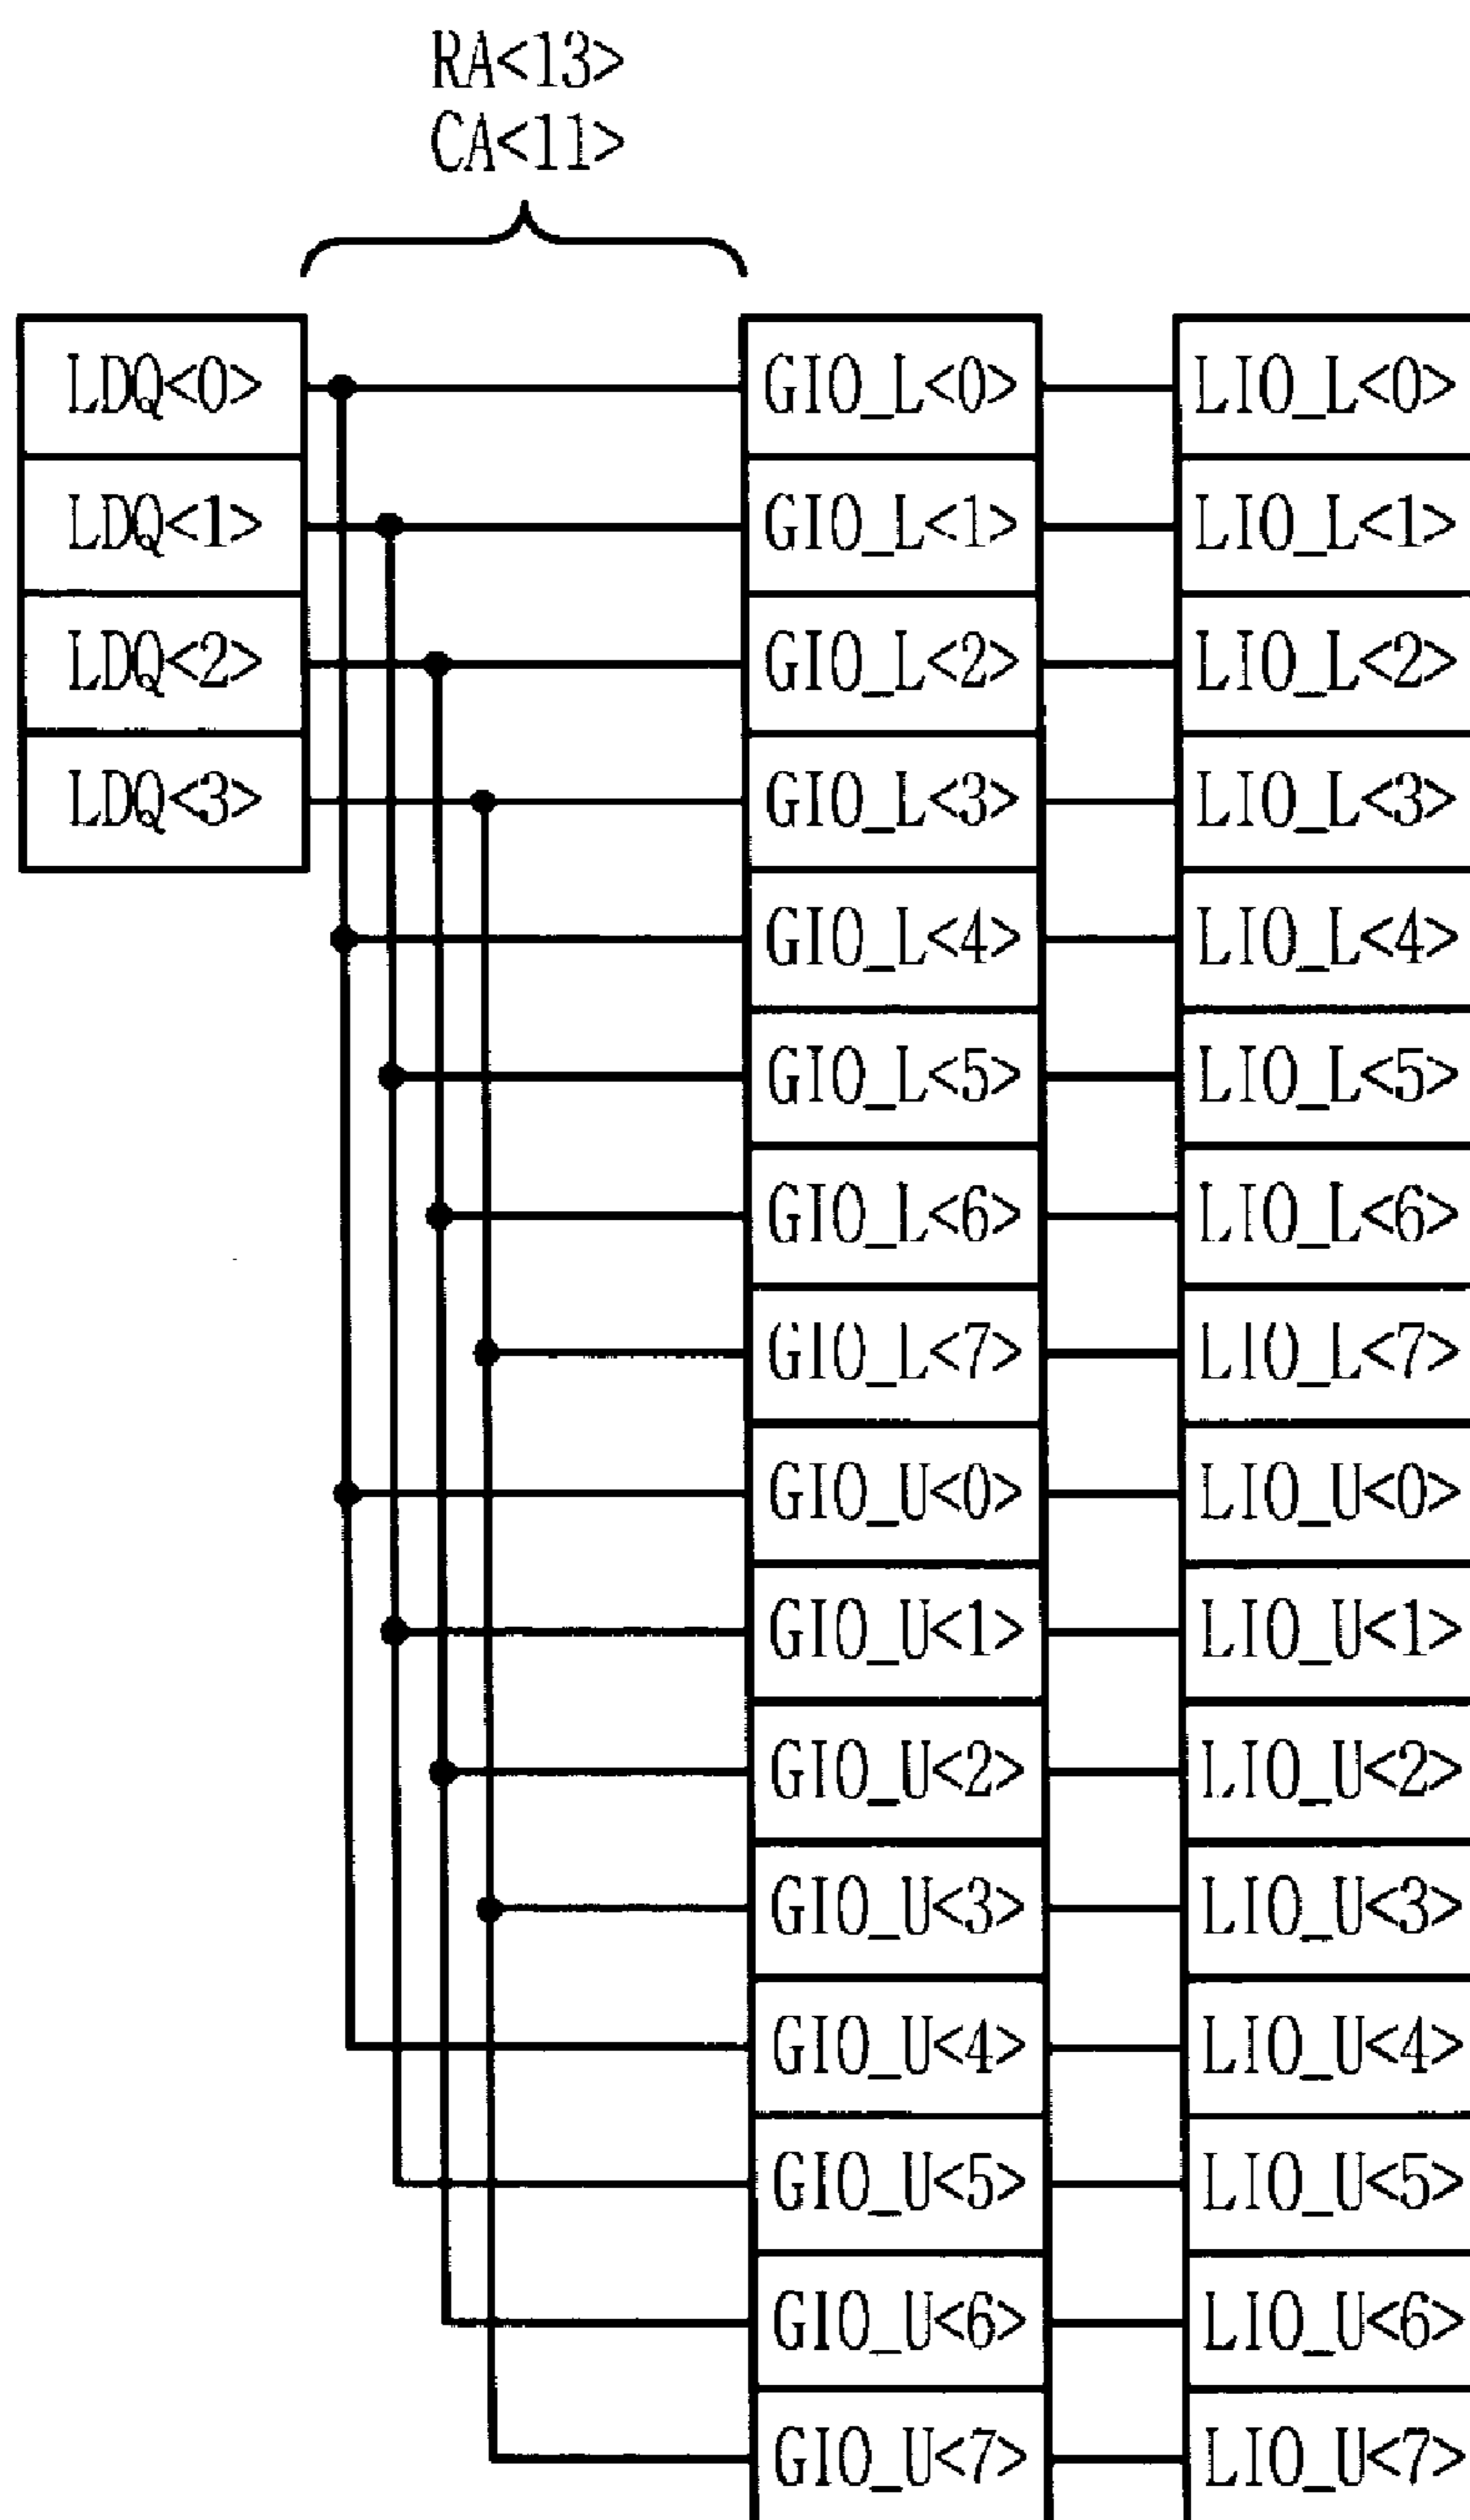 RA<13>
CA<11>
LDQ<0> GIO_L<0> LIO_L<0>
LDQ<1> GIO_L<1> LIO_L<1>
LDQ<2> GIO_L<2> LIO_L<2>
LDQ<3> GIO_L<3> LIO_L<3>
GIO_L<4> LIO_L<4>
GIO_L<5> LIO_L<5>
GIO_L<6> LIO_L<6>
GIO_L<7> LIO_L<7>
GIO_U<0> LIO_U<0>
GIO_U<1> LIO_U<1>
GIO_U<2> LIO_U<2>
GIO_U<3> LIO_U<3>
GIO_U<4> LIO_U<4>
GIO_U<5> LIO_U<5>
GIO_U<6> LIO_U<6>
GIO_U<7> LIO_U<7>